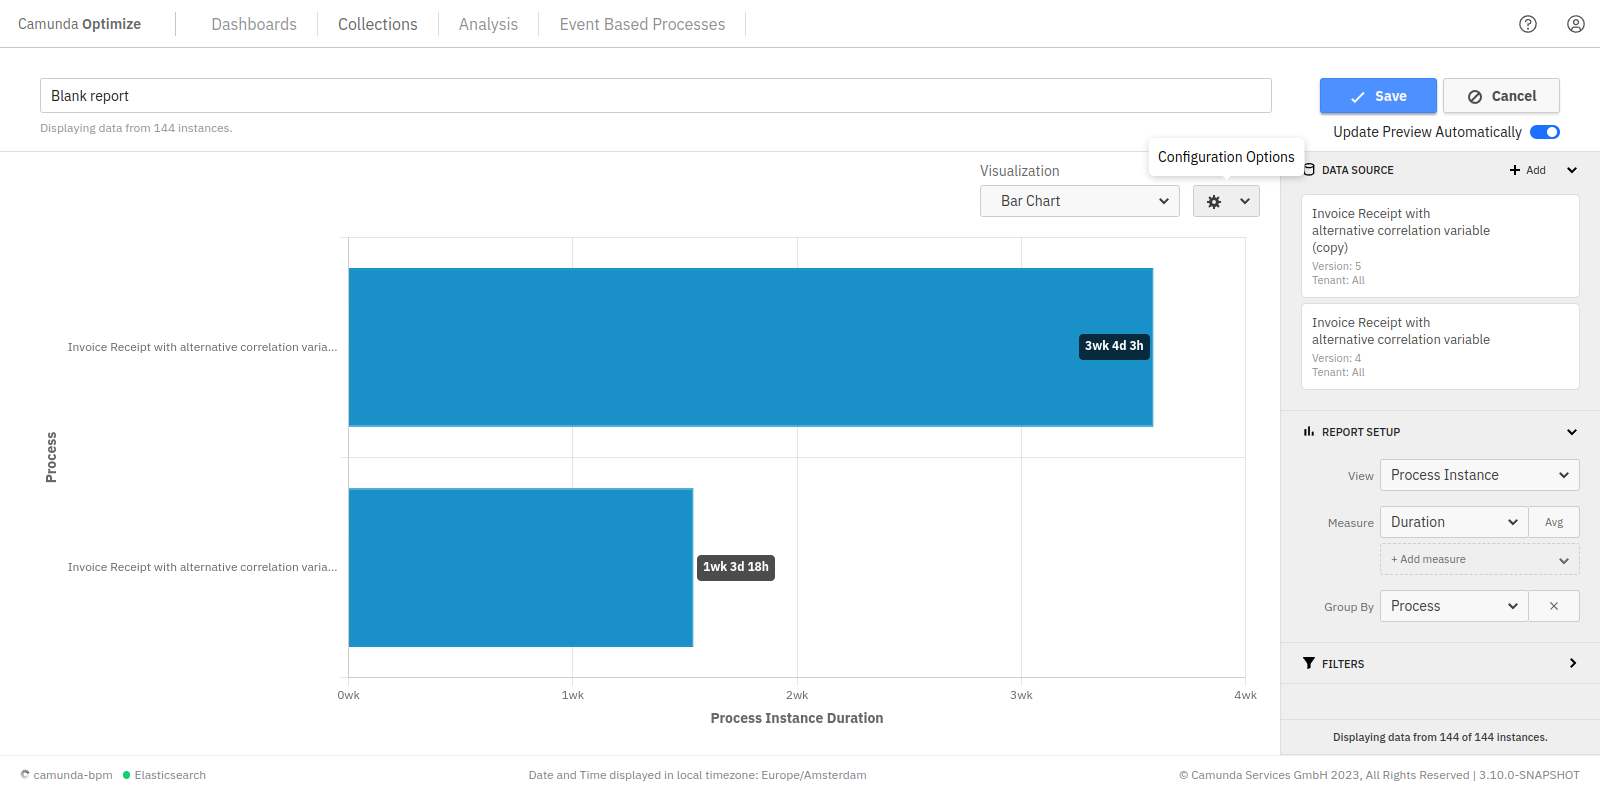 Camunda Optimize
Dashboards
Collections
Analysis
Event Based Processes
Blank report
Save
Cancel
Displaying data from 144 instances.
Update Preview Automatically
Configuration Options
Visualization
Bar Chart
DATA SOURCE
Add
Invoice Receipt with
alternative correlation variable
(copy)
Version: 5
Tenant: All
Invoice Receipt with
alternative correlation variable
Version: 4
Tenant: All
Process
Invoice Receipt with alternative correlation varia...
3wk 4d 3h
Invoice Receipt with alternative correlation varia...
1wk 3d 18h
0wk
1wk
2wk
3wk
4wk
Process Instance Duration
REPORT SETUP
View
Process Instance
Measure
Duration
Avg
+ Add measure
Group By
Process
FILTERS
Displaying data from 144 of 144 instances.
camunda-bpm
Elasticsearch
Date and Time displayed in local timezone: Europe/Amsterdam
© Camunda Services GmbH 2023, All Rights Reserved | 3.10.0-SNAPSHOT